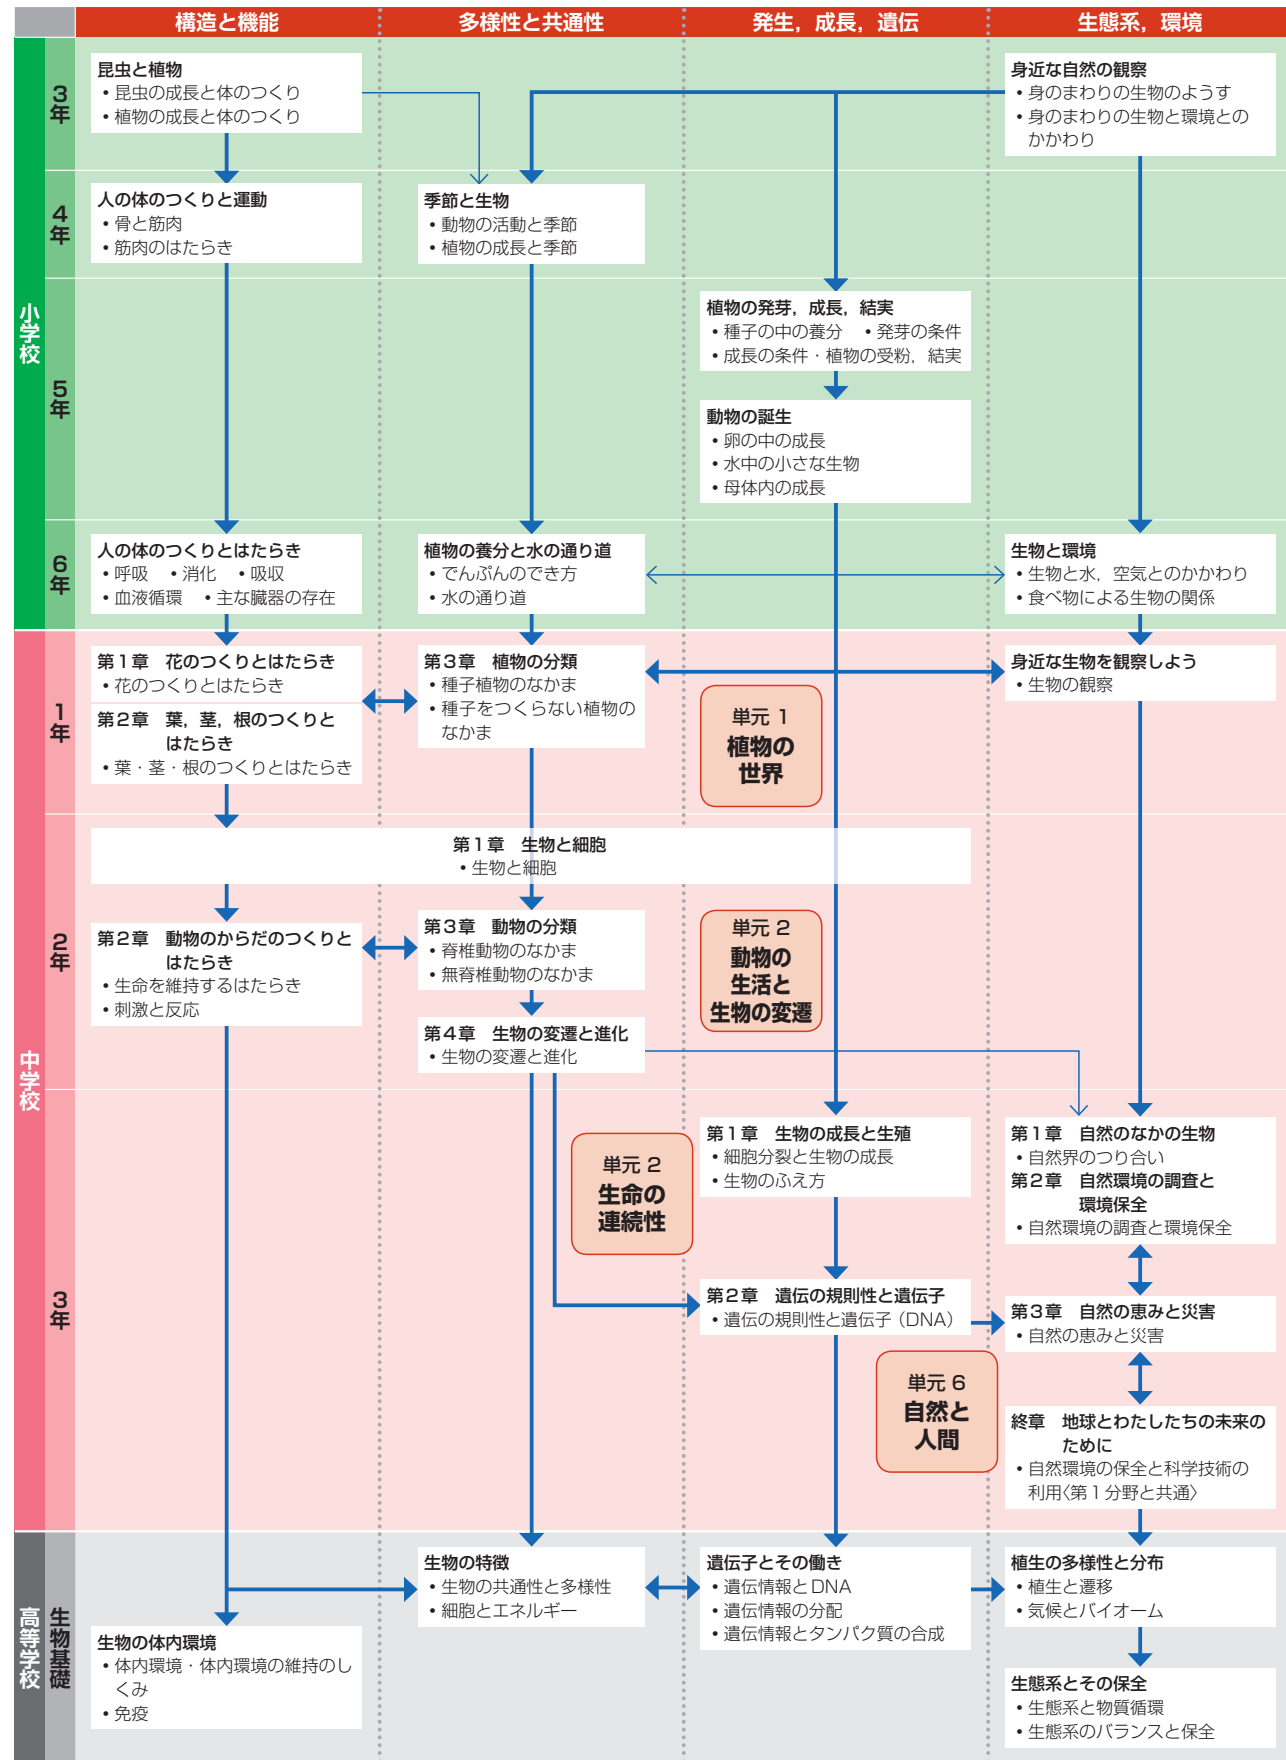 構造と機能
多様性と共通性
発生，成長，遺伝
生態系，環境
小学校
3年
昆虫と植物
• 昆虫の成長と体のつくり
• 植物の成長と体のつくり
身近な自然の観察
• 身のまわりの生物のようす
• 身のまわりの生物と環境との
かかわり
4年
人の体のつくりと運動
• 骨と筋肉
• 筋肉のはたらき
季節と生物
• 動物の活動と季節
• 植物の成長と季節
5年
植物の発芽，成長，結実
• 種子の中の養分　• 発芽の条件
• 成長の条件・植物の受粉，結実
動物の誕生
• 卵の中の成長
• 水中の小さな生物
• 母体内の成長
6年
人の体のつくりとはたらき
• 呼吸　• 消化　• 吸収
• 血液循環　• 主な臓器の存在
植物の養分と水の通り道
• でんぷんのでき方
• 水の通り道
生物と環境
• 生物と水，空気とのかかわり
• 食べ物による生物の関係
中学校
1年
第１章　花のつくりとはたらき
• 花のつくりとはたらき
第２章　葉，茎，根のつくりと
はたらき
• 葉・茎・根のつくりとはたらき
第３章　植物の分類
• 種子植物のなかま
• 種子をつくらない植物の
なかま
単元 1
植物の
世界
身近な生物を観察しよう
• 生物の観察
2年
第１章　生物と細胞
• 生物と細胞
第２章　動物のからだのつくりと
はたらき
• 生命を維持するはたらき
• 刺激と反応
第３章　動物の分類
• 脊椎動物のなかま
• 無脊椎動物のなかま
第４章　生物の変遷と進化
• 生物の変遷と進化
単元 2
動物の
生活と
生物の変遷
3年
単元 2
生命の
連続性
第１章　生物の成長と生殖
• 細胞分裂と生物の成長
• 生物のふえ方
第２章　遺伝の規則性と遺伝子
• 遺伝の規則性と遺伝子（DNA）
第１章　自然のなかの生物
• 自然界のつり合い
第２章　自然環境の調査と
環境保全
• 自然環境の調査と環境保全
第３章　自然の恵みと災害
• 自然の恵みと災害
単元 6
自然と
人間
終章　地球とわたしたちの未来の
ために
• 自然環境の保全と科学技術の
利用〈第１分野と共通〉
高等学校
生物基礎
生物の体内環境
• 体内環境・体内環境の維持のし
くみ
• 免疫
生物の特徴
• 生物の共通性と多様性
• 細胞とエネルギー
遺伝子とその働き
• 遺伝情報とDNA
• 遺伝情報の分配
• 遺伝情報とタンパク質の合成
植生の多様性と分布
• 植生と遷移
• 気候とバイオーム
生態系とその保全
• 生態系と物質循環
• 生態系のバランスと保全